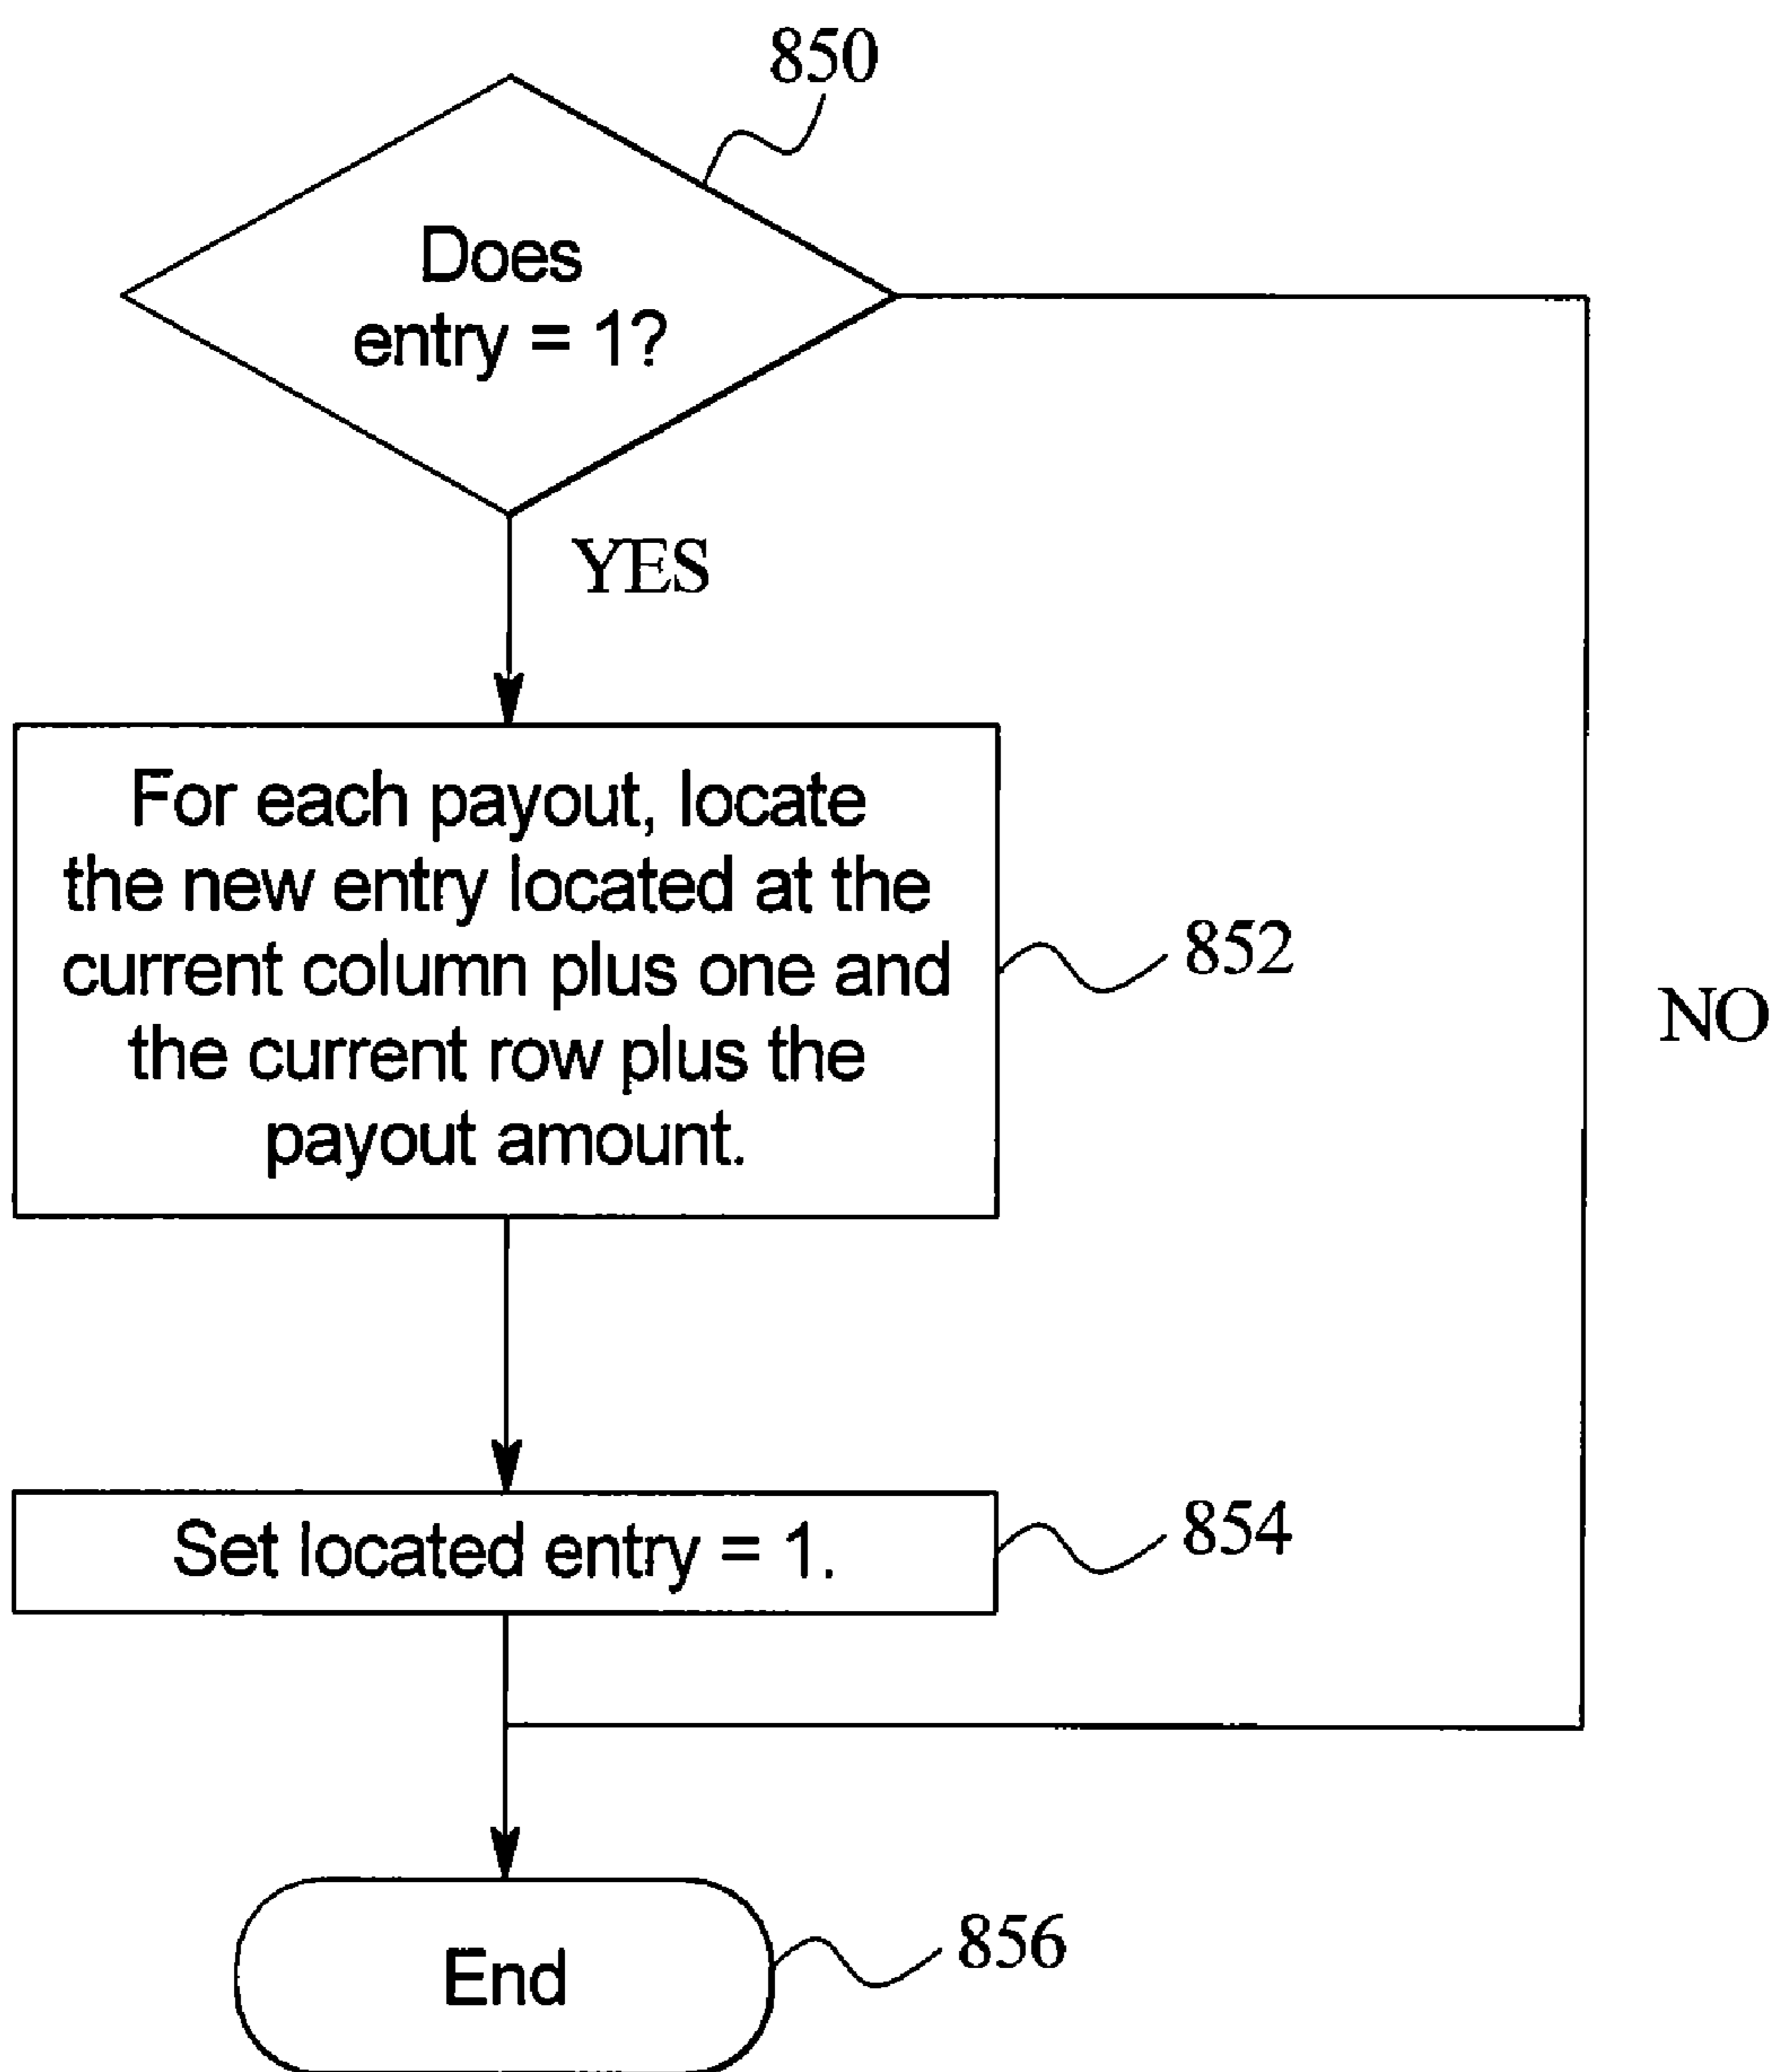 850
Does
entry = 1?
YES
For each payout, locate
the new entry located at the
current column plus one and
the current row plus the
payout amount.
852
NO
Set located entry = 1.
854
End
856